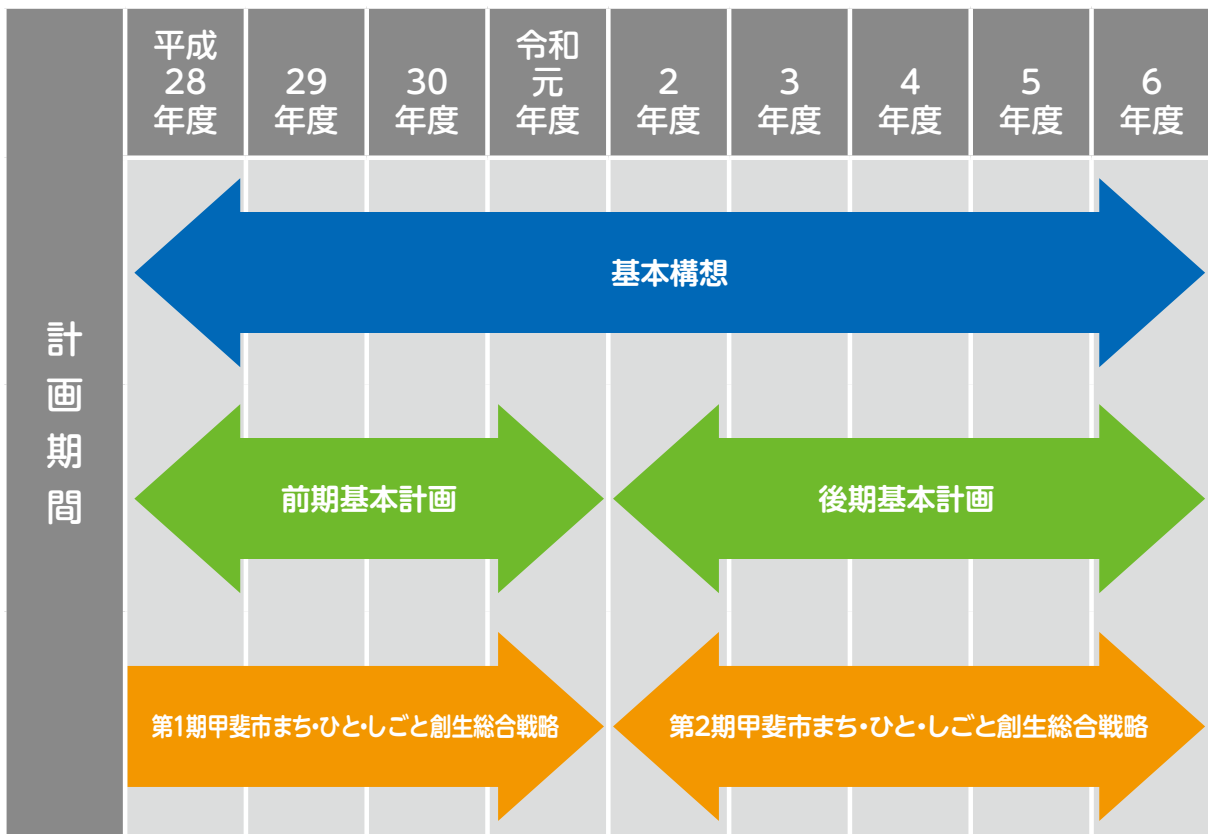 平成
28
年度
29
年度
30
年度
令和
元
年度
2
年度
3
年度
4
年度
5
年度
6
年度
計画期間
基本構想
前期基本計画
後期基本計画
第1期甲斐市まち・ひと・しごと創生総合戦略
第2期甲斐市まち・ひと・しごと創生総合戦略